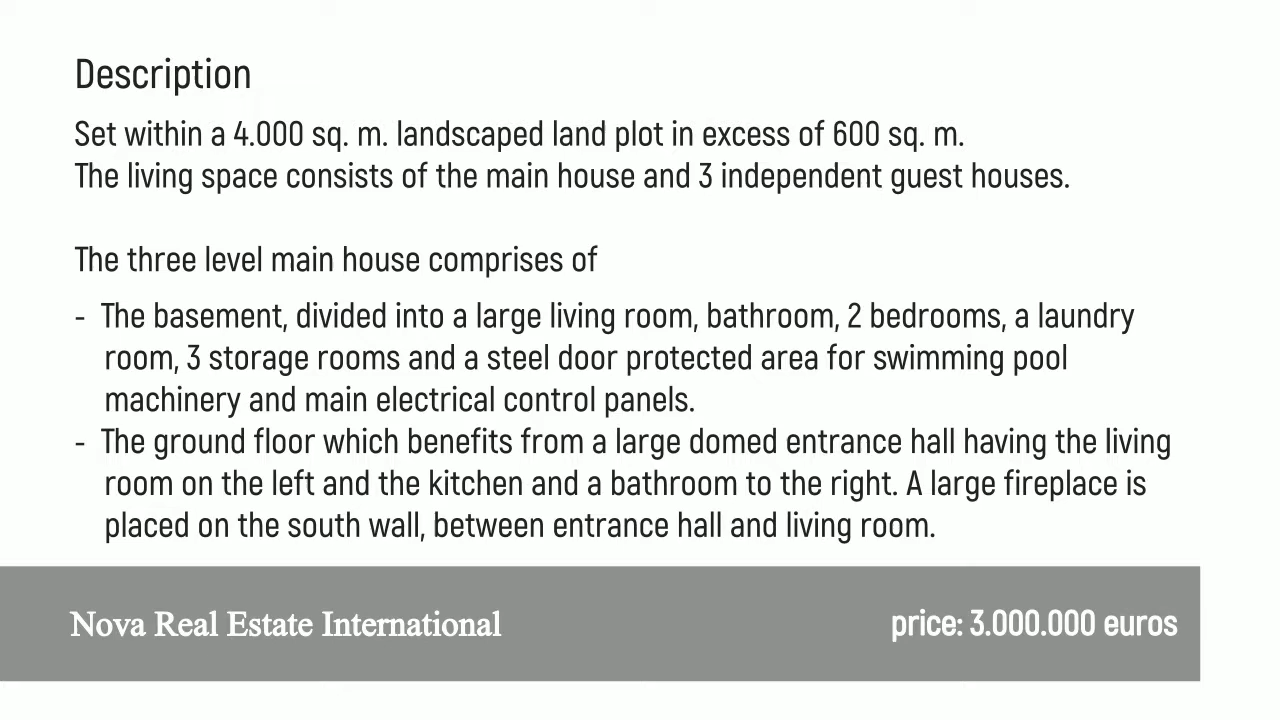 Description
Set within a 4.000 sq. m. landscaped land plot in excess of 600 sq. m.
The living space consists of the main house and 3 independent guest houses.
The three level main house comprises of
- The basement, divided into a large living room, bathroom, 2 bedrooms, a laundry
room, 3 storage rooms and a steel door protected area for swimming pool
machinery and main electrical control panels.
- The ground floor which benefits from a large domed entrance hall having the living
room on the left and the kitchen and a bathroom to the right. A large fireplace is
placed on the south wall, between entrance hall and living room.
Nova Real Estate International
price: 3.000.000 euros